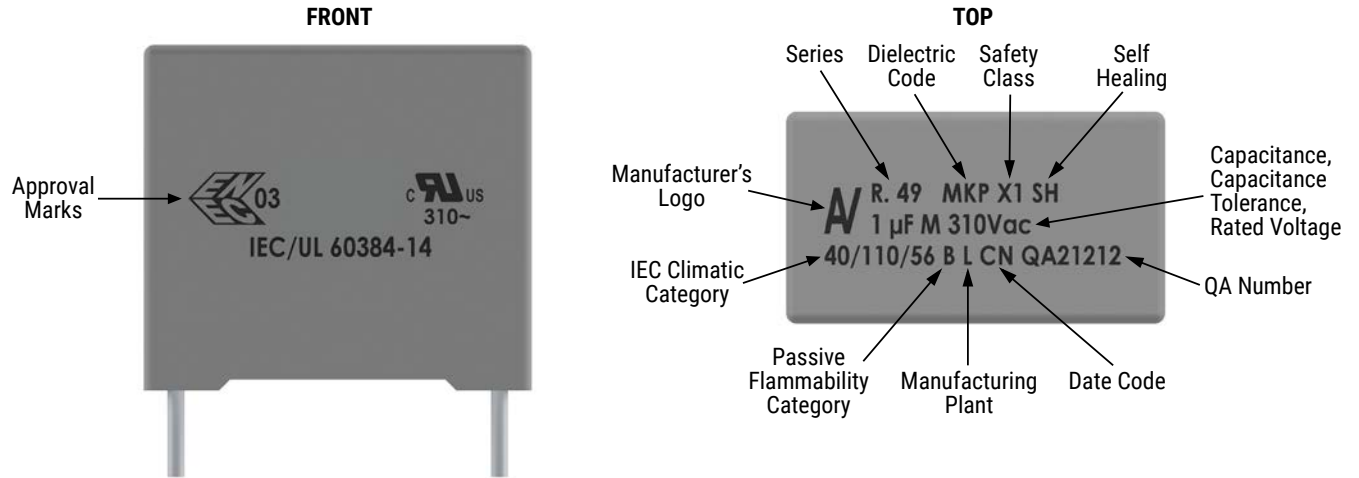 FRONT
Approval
Marks
ENEC 03
C RU US
310~
IEC/UL 60384-14
TOP
Series
Dielectric
Code
Safety
Class
Self
Healing
Manufacturer's
Logo
R. 49 MKP X1 SH
1 µF M 310Vac
40/110/56 B L CN QA21212
Capacitance,
Capacitance
Tolerance,
Rated Voltage
IEC Climatic
Category
QA Number
Passive
Flammability
Category
Manufacturing
Plant
Date Code